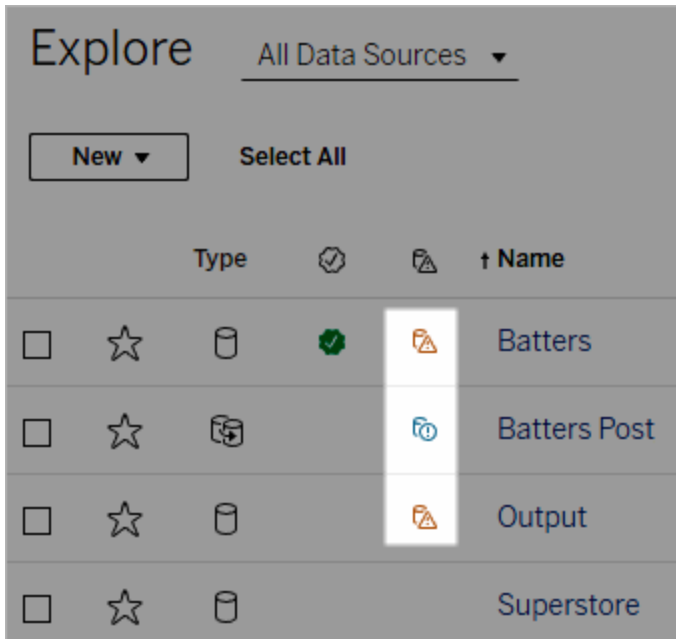 Explore All Data Sources
New Select All
Type Name
Batters
Batters Post
Output
Superstore